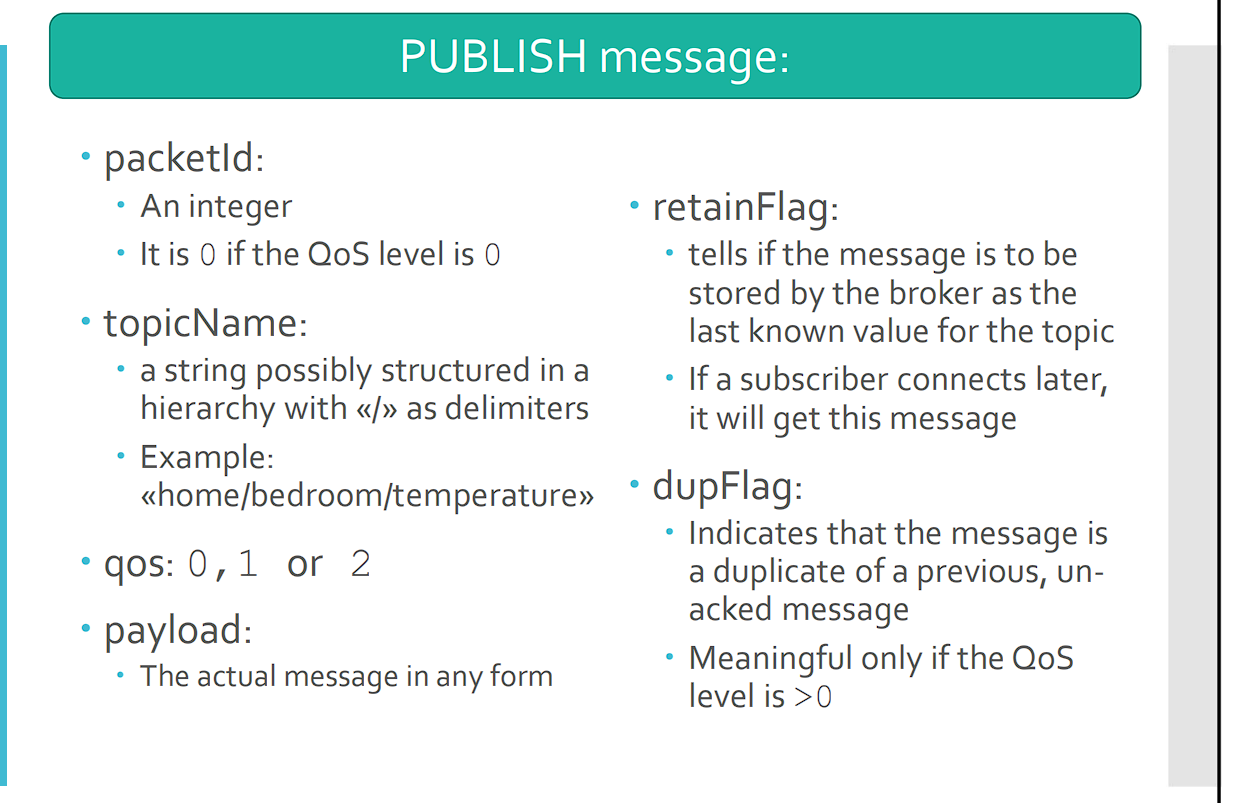 PUBLISH message:
• packetId:
• An integer
• It is 0 if the QoS level is 0
• topicName:
• a string possibly structured in a
hierarchy with «/» as delimiters
• Example:
«home/bedroom/temperature»
• qos: 0,1 or 2
• payload:
• The actual message in any form
• retainFlag:
• tells if the message is to be
stored by the broker as the
last known value for the topic
• If a subscriber connects later,
it will get this message
• dupFlag:
• Indicates that the message is
a duplicate of a previous, un-
acked message
• Meaningful only if the QoS
level is >0